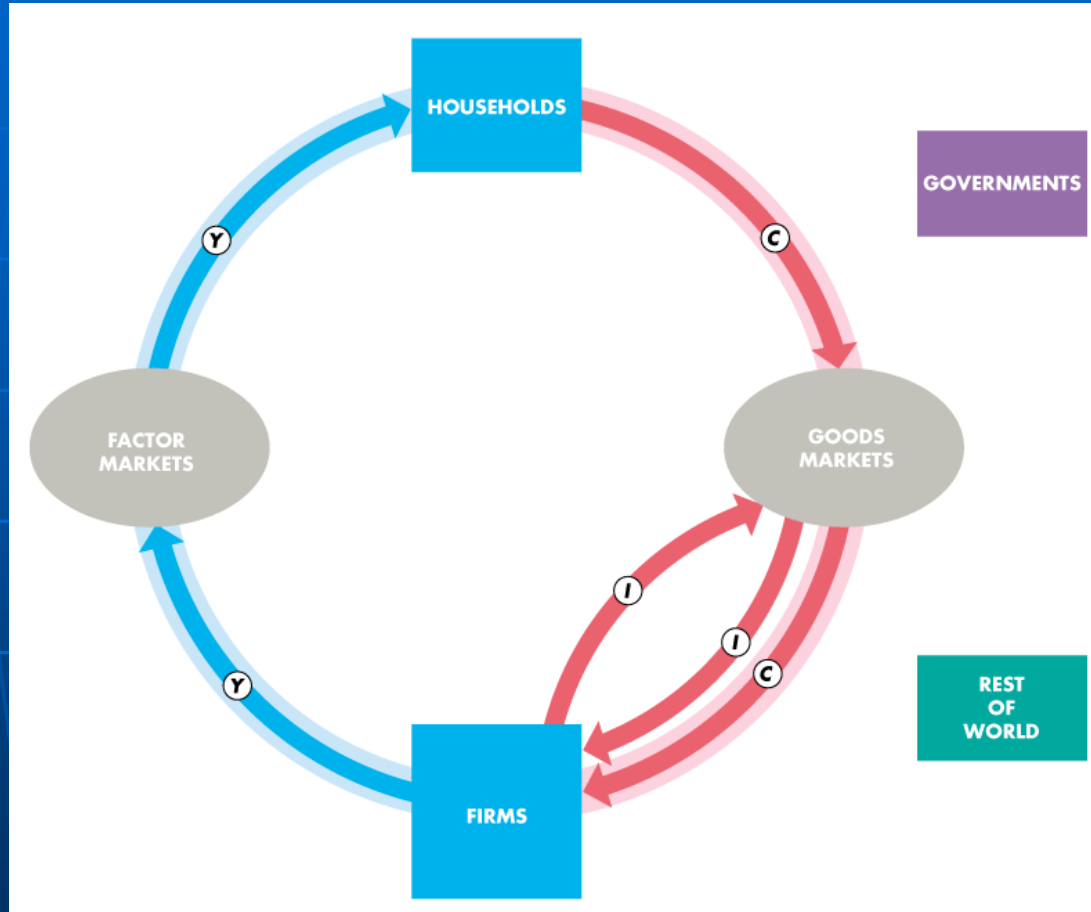 HOUSEHOLDS
GOVERNMENTS
Y
C
FACTOR
MARKETS
GOODS
MARKETS
I
I
C
Y
REST
OF
WORLD
FIRMS